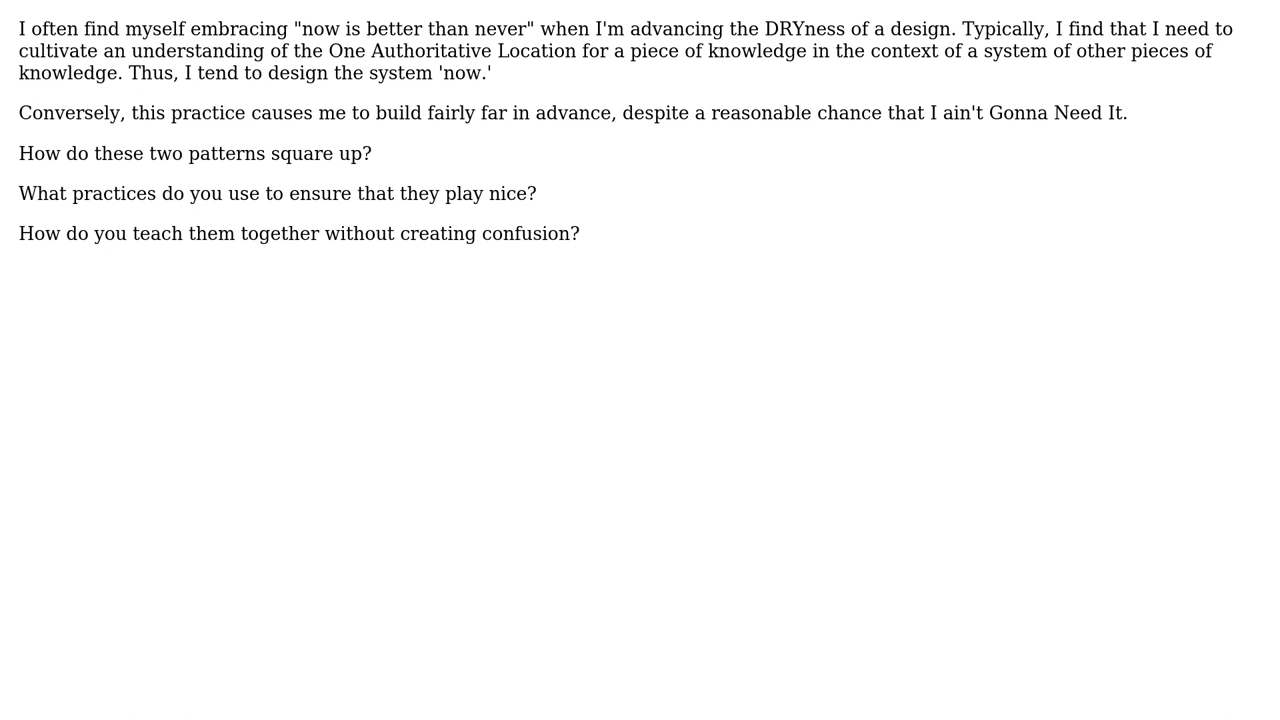 I often find myself embracing "now is better than never" when I'm advancing the DRYness of a design. Typically, I find that I need to
cultivate an understanding of the One Authoritative Location for a piece of knowledge in the context of a system of other pieces of
knowledge. Thus, I tend to design the system 'now.'
Conversely, this practice causes me to build fairly far in advance, despite a reasonable chance that I ain't Gonna Need It.
How do these two patterns square up?
What practices do you use to ensure that they play nice?
How do you teach them together without creating confusion?